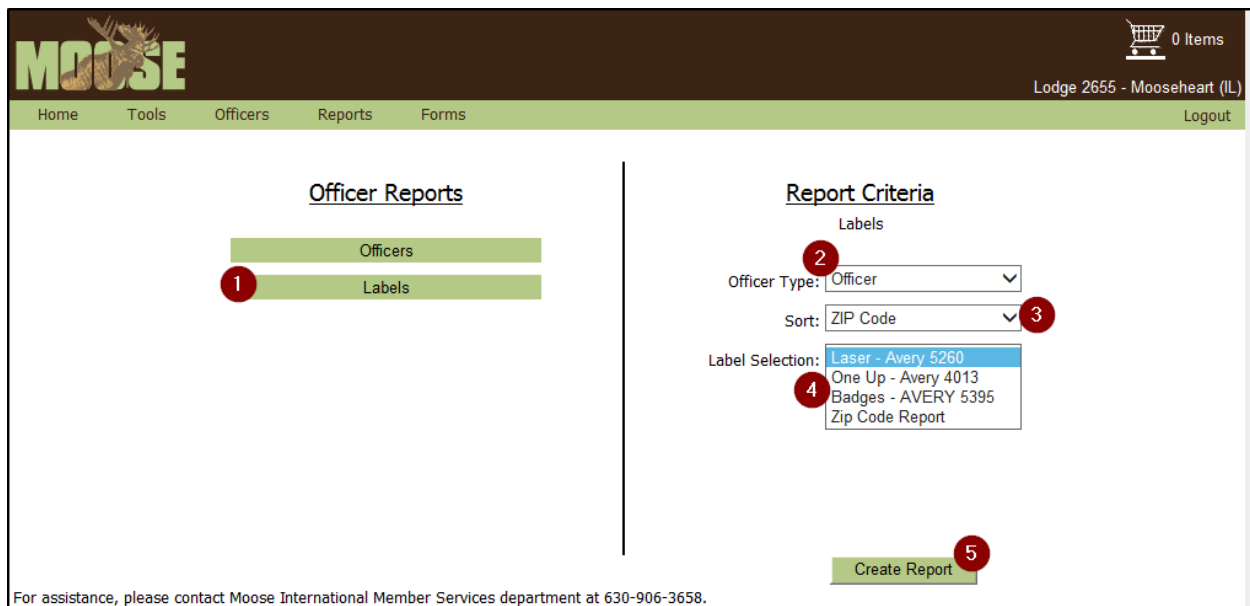 MOOSE
0 Items
Lodge 2655 - Mooseheart (IL)
Home Tools Officers Reports Forms Logout
Officer Reports
Officers
1 Labels
Report Criteria
Labels
2
Officer Type: Officer
Sort: ZIP Code 3
Label Selection: Laser - Avery 5260
One Up - Avery 4013
4 Badges - AVERY 5395
Zip Code Report
5
Create Report
For assistance, please contact Moose International Member Services department at 630-906-3658.